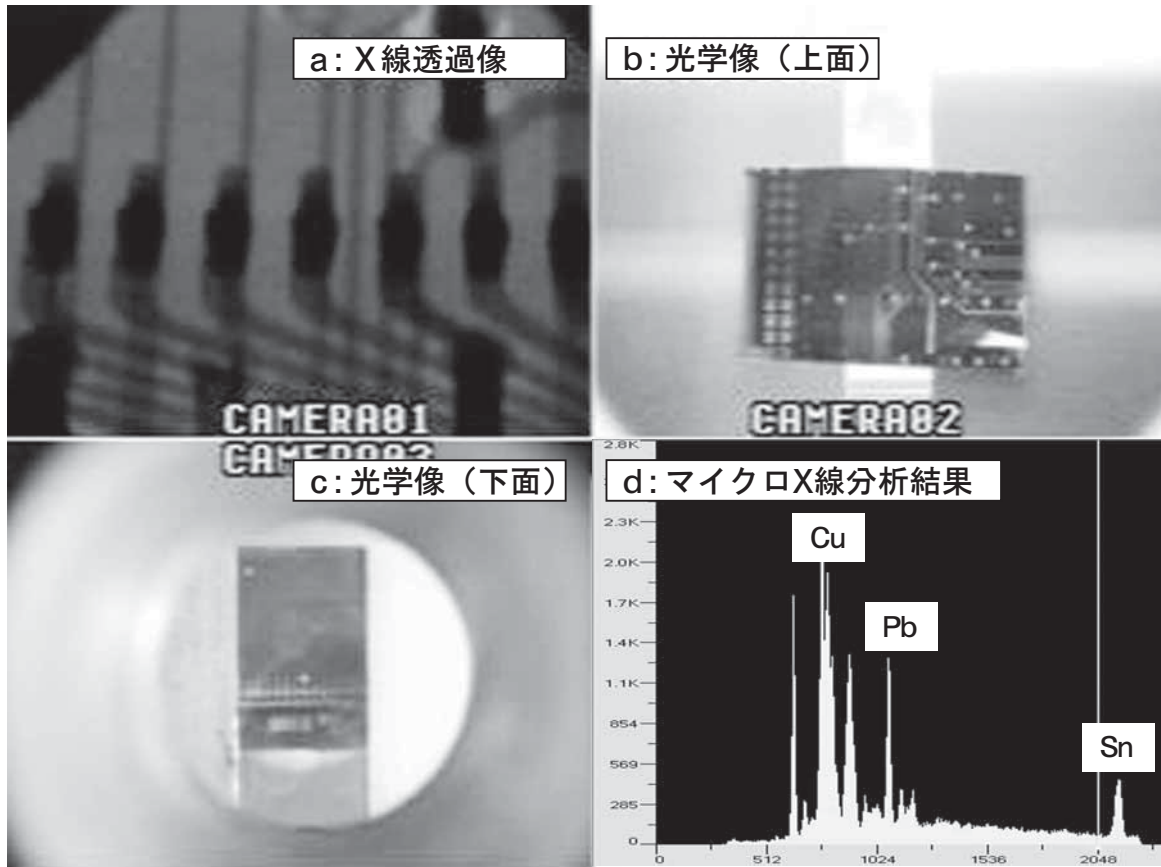 a：X線透過像
b：光学像（上面）
CAMERA01
CAMERA02
CAMERA03
c：光学像（下面）
d：マイクロX線分析結果
2.8K
2.3K
2.0K
1.7K
1.4K
1.1K
854
569
285
0
Cu
Pb
Sn
0
512
1024
1536
2048